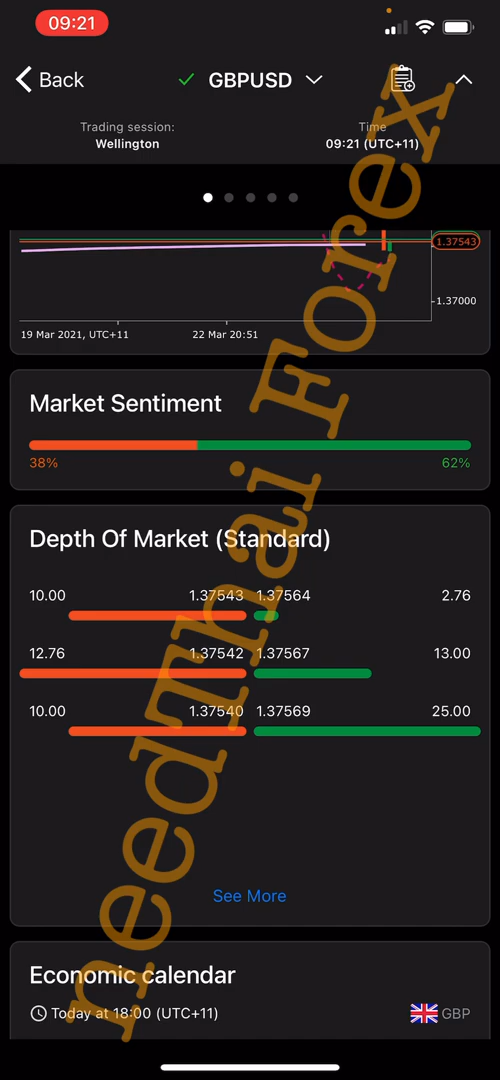 09:21
Back
GBPUSD
Trading session:
Wellington
Time
09:21 (UTC+11)
1.37543
1.37000
19 Mar 2021, UTC+11
22 Mar 20:51
Market Sentiment
38%
62%
Depth Of Market (Standard)
10.00 1.37543 1.37564 2.76
12.76 1.37542 1.37567 13.00
10.00 1.37540 1.37569 25.00
See More
Economic calendar
Today at 18:00 (UTC+11)
GBP
needThai Forex